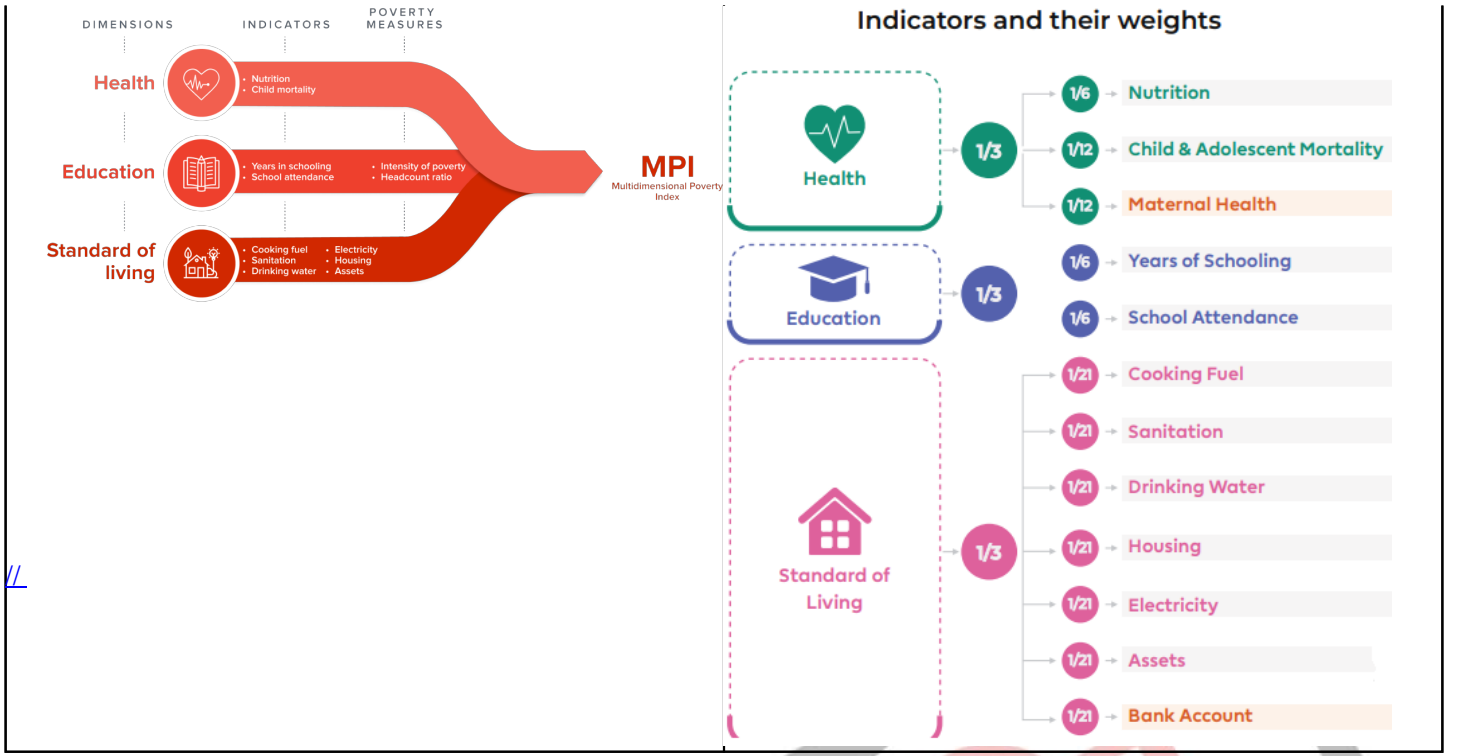 DIMENSIONS
INDICATORS
POVERTY
MEASURES
Health
• Nutrition
• Child mortality
Education
• Years in schooling
• School attendance
• Intensity of poverty
• Headcount ratio
Standard of
living
• Cooking fuel
• Sanitation
• Drinking water
• Electricity
• Housing
• Assets
MPI
Multidimensional Poverty
Index
//
Indicators and their weights
Health
1/3
1/6 Nutrition
1/12 Child & Adolescent Mortality
1/12 Maternal Health
Education
1/3
1/6 Years of Schooling
1/6 School Attendance
Standard of
Living
1/3
1/21 Cooking Fuel
1/21 Sanitation
1/21 Drinking Water
1/21 Housing
1/21 Electricity
1/21 Assets
1/21 Bank Account